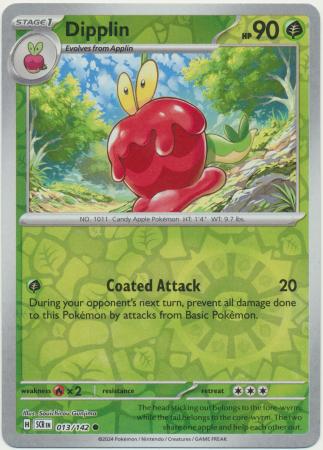 STAGE 1
Dipplin
HP 90
Evolves from Applin
NO. 1011 Candy Apple Pokémon HT: 1'4" WT: 9.7 lbs.
Coated Attack 20
During your opponent's next turn, prevent all damage done
to this Pokémon by attacks from Basic Pokémon.
weakness ×2 resistance retreat
Illus. Souichirou Gunjima
H SCR EN 013/142
The head sticking out belongs to the fore-wyrm,
while the tail belongs to the core-wyrm. The two
share one apple and help each other out.
©2024 Pokémon / Nintendo / Creatures / GAME FREAK